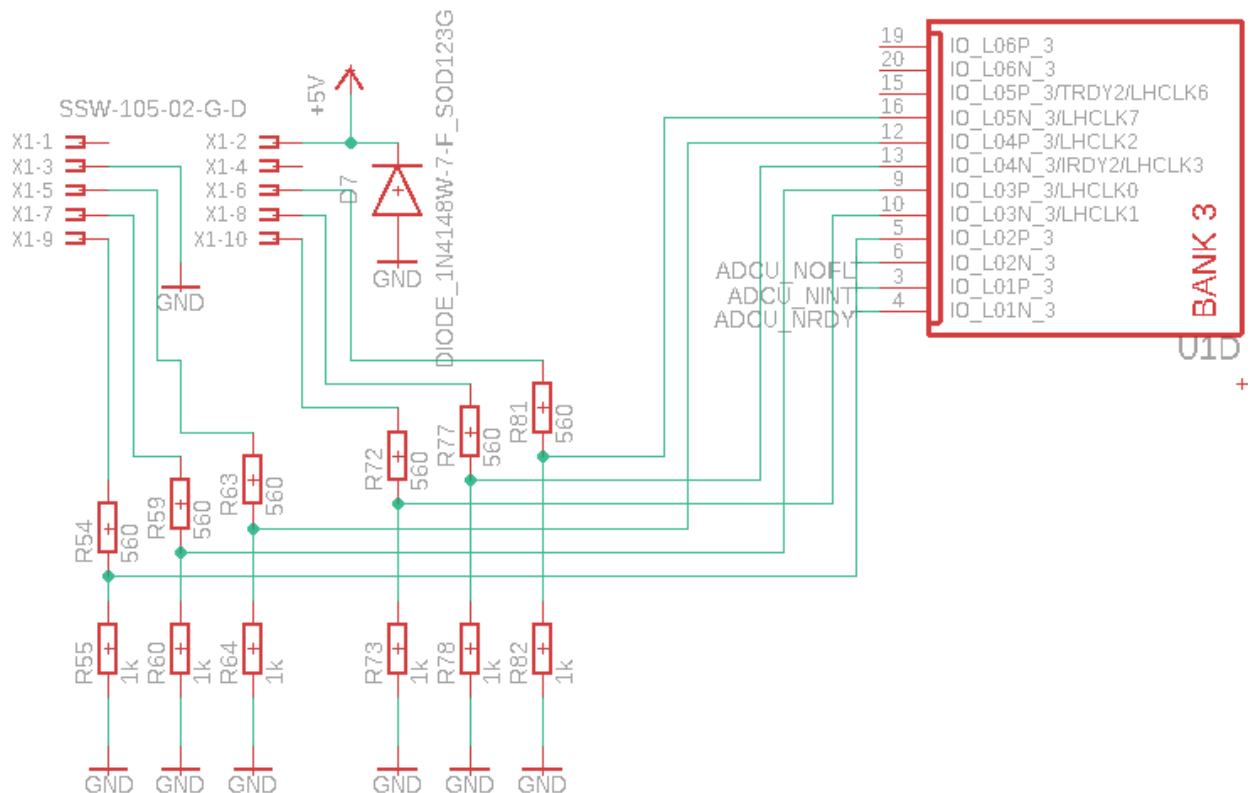 SSW-105-02-G-D
X1-1
X1-3
X1-5
X1-7
X1-9
X1-2
X1-4
X1-6
X1-8
X1-10
+5V
D7
DIODE_1N4148W-7-F_SOD123G
GND
GND
19 IO_L06P_3
20 IO_L06N_3
15 IO_L05P_3/TRDY2/LHCLK6
16 IO_L05N_3/LHCLK7
12 IO_L04P_3/LHCLK2
13 IO_L04N_3/IRDY2/LHCLK3
9 IO_L03P_3/LHCLK0
10 IO_L03N_3/LHCLK1
5 IO_L02P_3
6 IO_L02N_3
3 IO_L01P_3
4 IO_L01N_3
BANK 3
U1D
ADCU_NOFL
ADCU_NINT
ADCU_NRDY
R54
560
R59
560
R63
560
R72
560
R77
560
R81
560
R55
1k
R60
1k
R64
1k
R73
1k
R78
1k
R82
1k
GND
GND
GND
GND
GND
GND